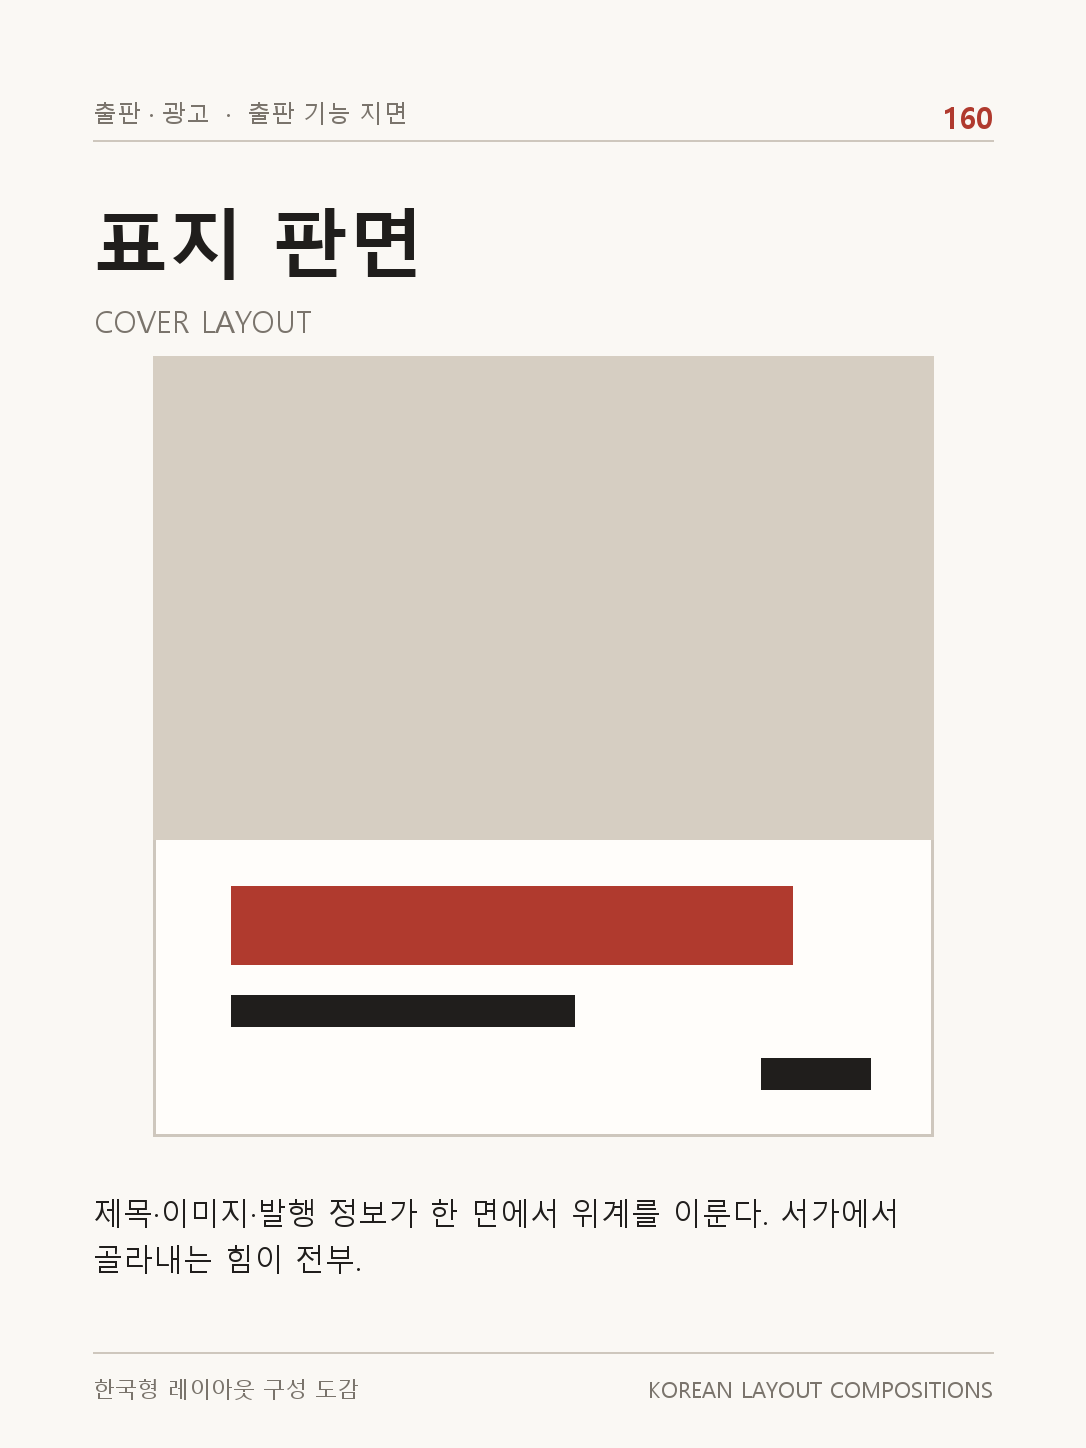 출판 · 광고 · 출판 기능 지면
160
표지 판면
COVER LAYOUT
제목·이미지·발행 정보가 한 면에서 위계를 이룬다. 서가에서
골라내는 힘이 전부.
한국형 레이아웃 구성 도감
KOREAN LAYOUT COMPOSITIONS